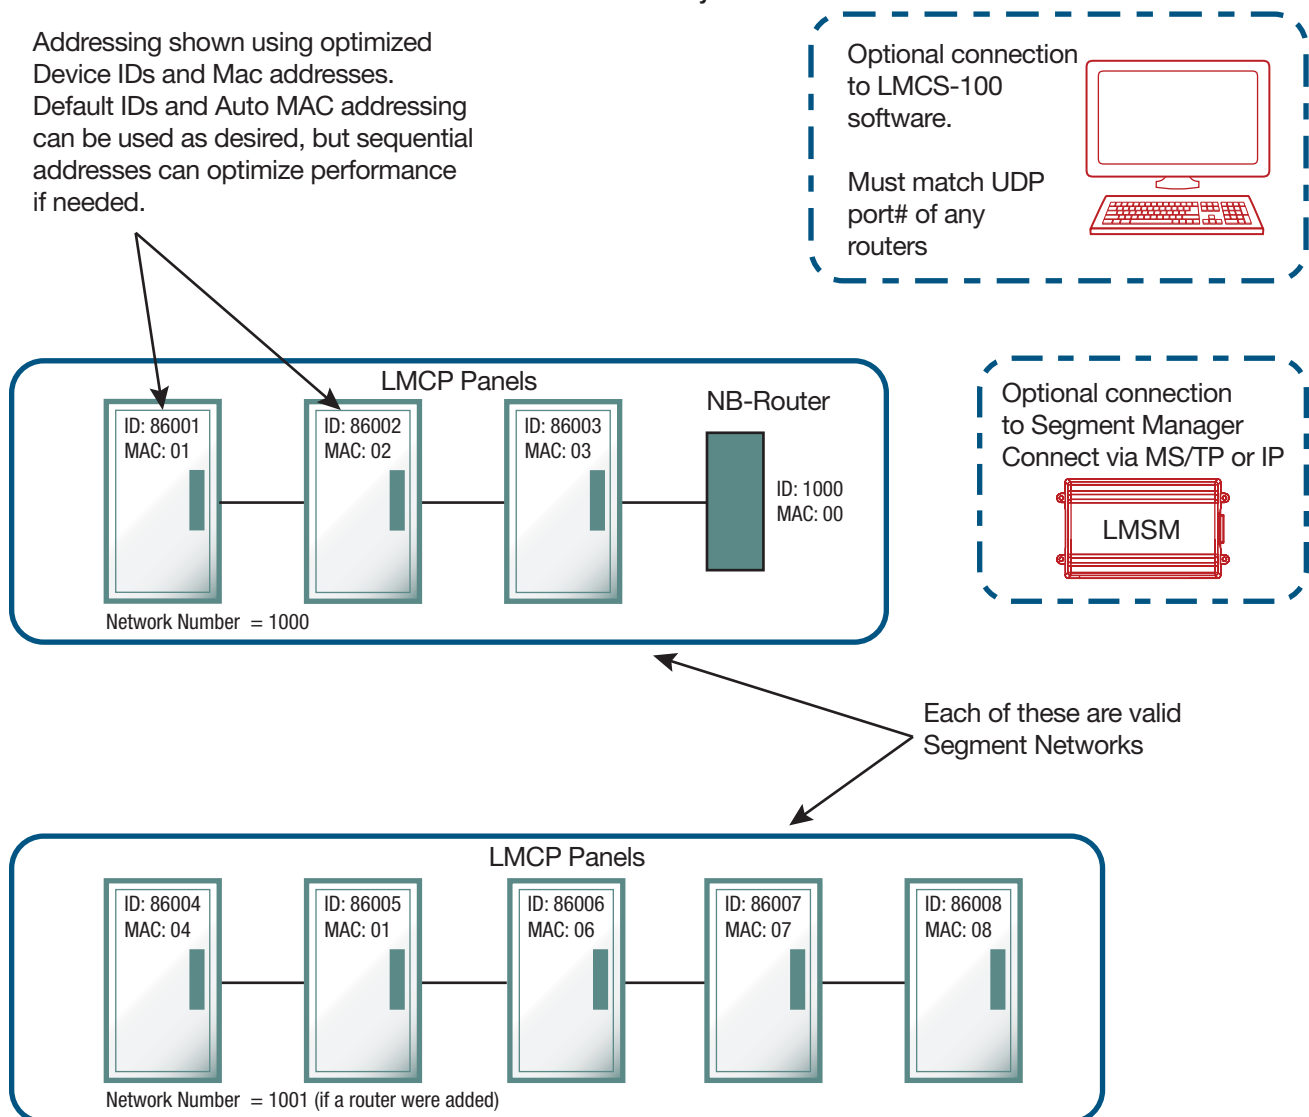 Addressing shown using optimized
Device IDs and Mac addresses.
Default IDs and Auto MAC addressing
can be used as desired, but sequential
addresses can optimize performance
if needed.
Optional connection
to LMCS-100
software.
Must match UDP
port# of any
routers
LMCP Panels
NB-Router
ID: 86001
MAC: 01
ID: 86002
MAC: 02
ID: 86003
MAC: 03
ID: 1000
MAC: 00
Network Number = 1000
Optional connection
to Segment Manager
Connect via MS/TP or IP
LMSM
Each of these are valid
Segment Networks
LMCP Panels
ID: 86004
MAC: 04
ID: 86005
MAC: 01
ID: 86006
MAC: 06
ID: 86007
MAC: 07
ID: 86008
MAC: 08
Network Number = 1001 (if a router were added)